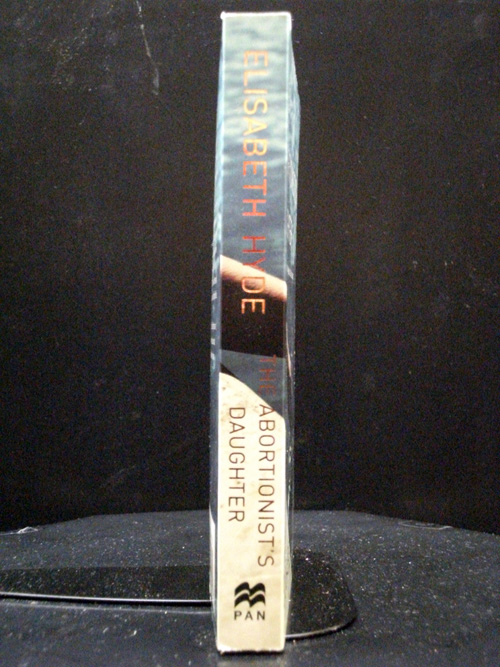 ELISABETH HYDE
THE ABORTIONIST'S
DAUGHTER
PAN